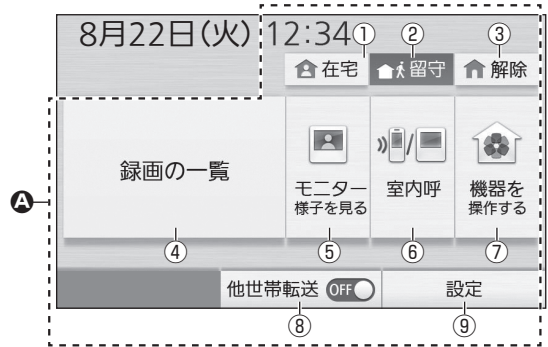 8月22日(火) 12:34
① ② ③
在宅 留守 解除
録画の一覧
モニター
様子を見る
室内呼
機器を
操作する
A
④ ⑤ ⑥ ⑦
他世帯転送 OFF
設定
⑧ ⑨